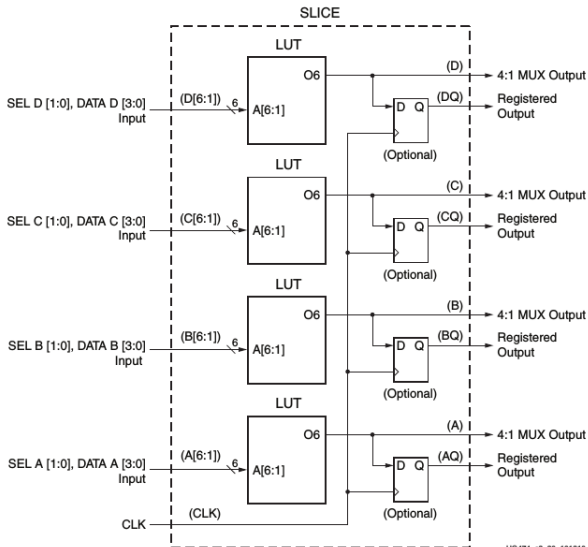 SLICE
LUT
(D)
4:1 MUX Output
O6
SEL D [1:0], DATA D [3:0]
Input
(D[6:1])
6
A[6:1]
D Q
(DQ)
Registered
Output
(Optional)
LUT
(C)
4:1 MUX Output
O6
SEL C [1:0], DATA C [3:0]
Input
(C[6:1])
6
A[6:1]
D Q
(CQ)
Registered
Output
(Optional)
LUT
(B)
4:1 MUX Output
O6
SEL B [1:0], DATA B [3:0]
Input
(B[6:1])
6
A[6:1]
D Q
(BQ)
Registered
Output
(Optional)
LUT
(A)
4:1 MUX Output
O6
SEL A [1:0], DATA A [3:0]
Input
(A[6:1])
6
A[6:1]
D Q
(AQ)
Registered
Output
(Optional)
CLK
(CLK)